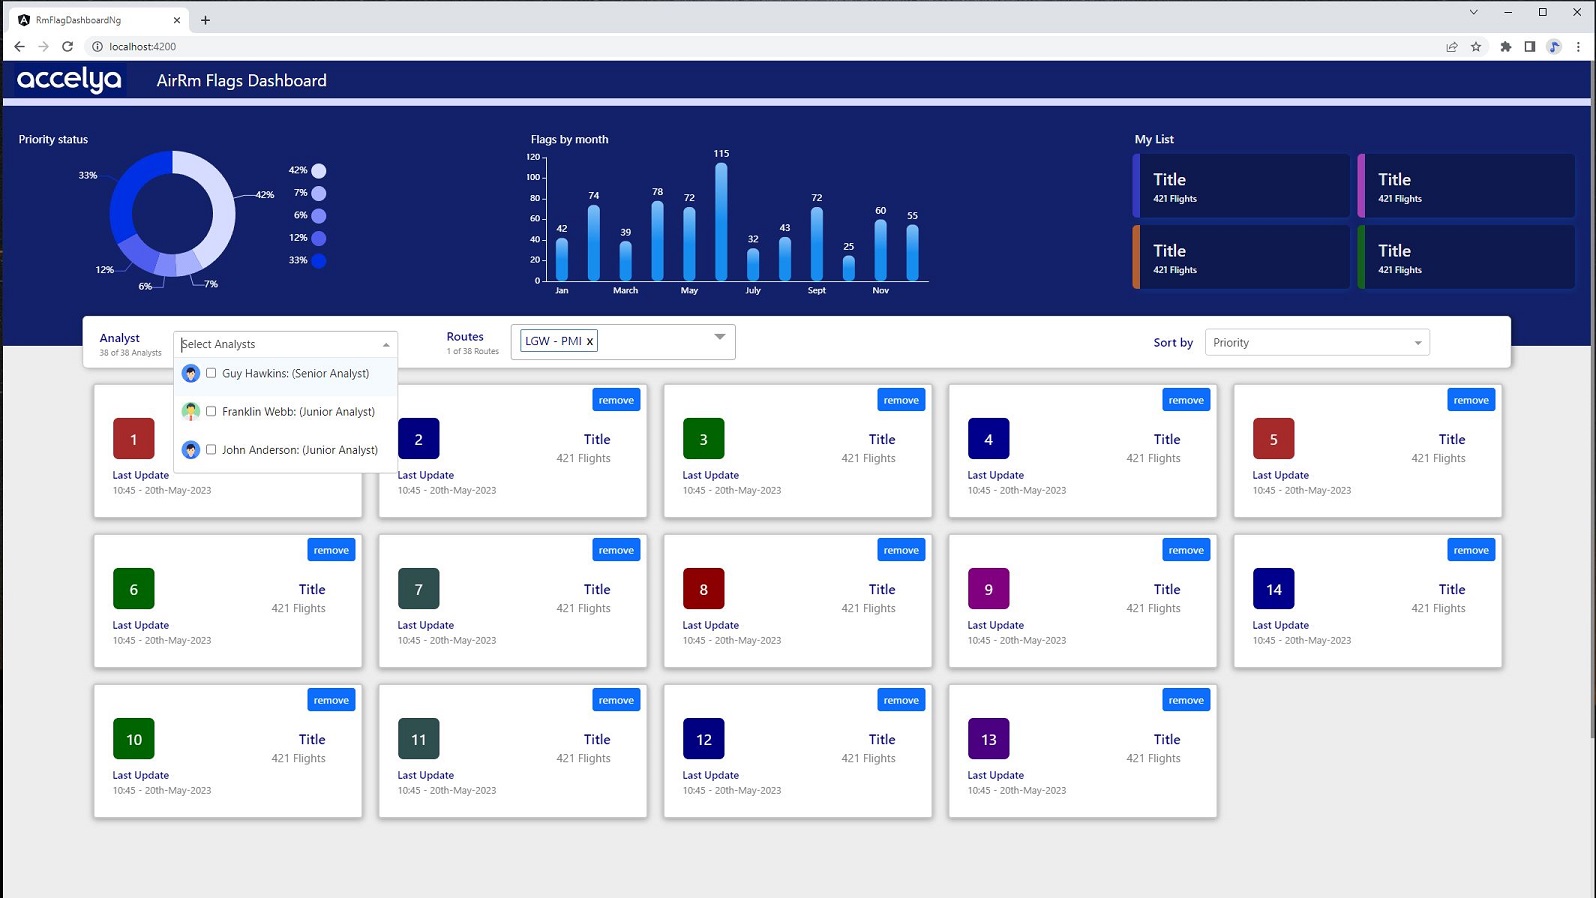 RmFlagDashboardNg
localhost:4200
accelya
AirRm Flags Dashboard
Priority status
33%
42%
12%
6%
7%
42%
7%
6%
12%
33%
Flags by month
120
100
80
60
40
20
0
42
74
39
78
72
115
32
43
72
25
60
55
Jan
March
May
July
Sept
Nov
My List
Title
421 Flights
Title
421 Flights
Title
421 Flights
Title
421 Flights
Analyst
38 of 38 Analysts
Select Analysts
Guy Hawkins: (Senior Analyst)
Franklin Webb: (Junior Analyst)
John Anderson: (Junior Analyst)
Routes
1 of 38 Routes
LGW - PMI x
Sort by
Priority
1
Last Update
10:45 - 20th-May-2023
remove
2
Title
421 Flights
Last Update
10:45 - 20th-May-2023
remove
3
Title
421 Flights
Last Update
10:45 - 20th-May-2023
remove
4
Title
421 Flights
Last Update
10:45 - 20th-May-2023
remove
5
Title
421 Flights
Last Update
10:45 - 20th-May-2023
remove
6
Title
421 Flights
Last Update
10:45 - 20th-May-2023
remove
7
Title
421 Flights
Last Update
10:45 - 20th-May-2023
remove
8
Title
421 Flights
Last Update
10:45 - 20th-May-2023
remove
9
Title
421 Flights
Last Update
10:45 - 20th-May-2023
remove
14
Title
421 Flights
Last Update
10:45 - 20th-May-2023
remove
10
Title
421 Flights
Last Update
10:45 - 20th-May-2023
remove
11
Title
421 Flights
Last Update
10:45 - 20th-May-2023
remove
12
Title
421 Flights
Last Update
10:45 - 20th-May-2023
remove
13
Title
421 Flights
Last Update
10:45 - 20th-May-2023